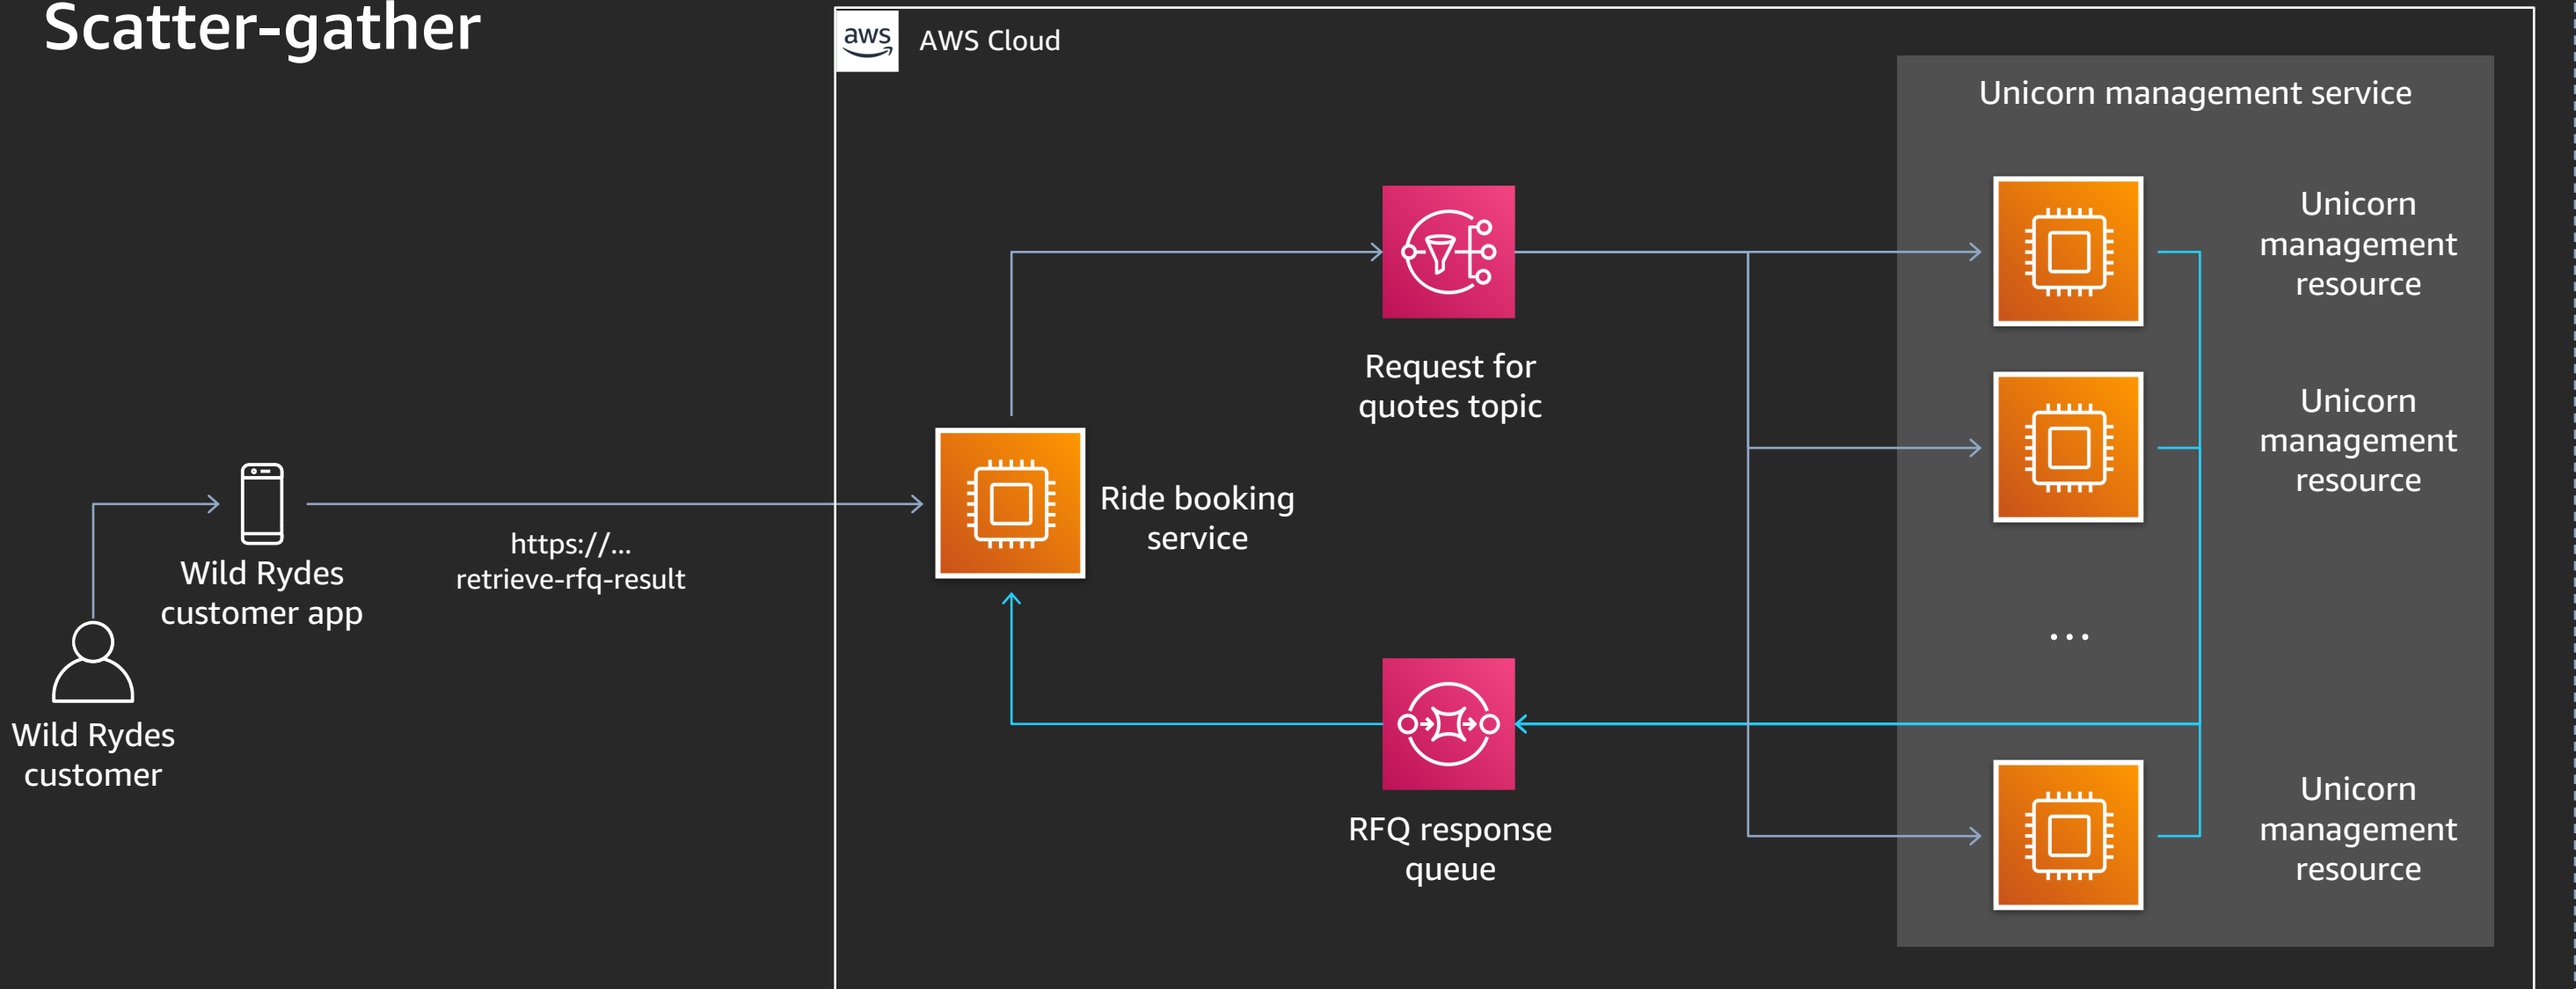 Scatter-gather
aws
AWS Cloud
Unicorn management service
Unicorn
management
resource
Request for
quotes topic
Unicorn
management
resource
Ride booking
service
https://...
retrieve-rfq-result
Wild Rydes
customer app
...
Wild Rydes
customer
RFQ response
queue
Unicorn
management
resource